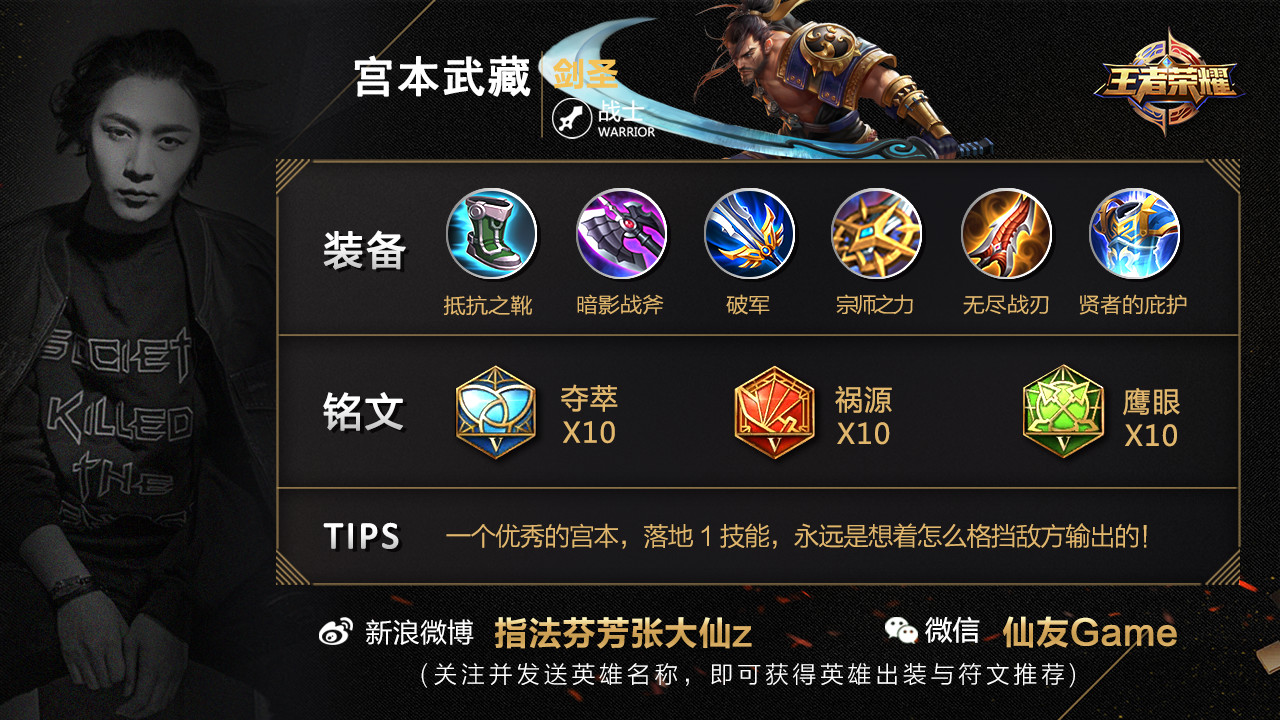 宫本武藏
剑圣
战士
WARRIOR
王者荣耀
装备
抵抗之靴
暗影战斧
破军
宗师之力
无尽战刃
贤者的庇护
铭文
V
夺萃
X10
V
祸源
X10
V
鹰眼
X10
TIPS
一个优秀的宫本，落地1技能，永远是想着怎么格挡敌方输出的！
SOCIET
KILLED
THE
新浪微博 指法芬芳张大仙z
微信 仙友Game
（关注并发送英雄名称，即可获得英雄出装与符文推荐）